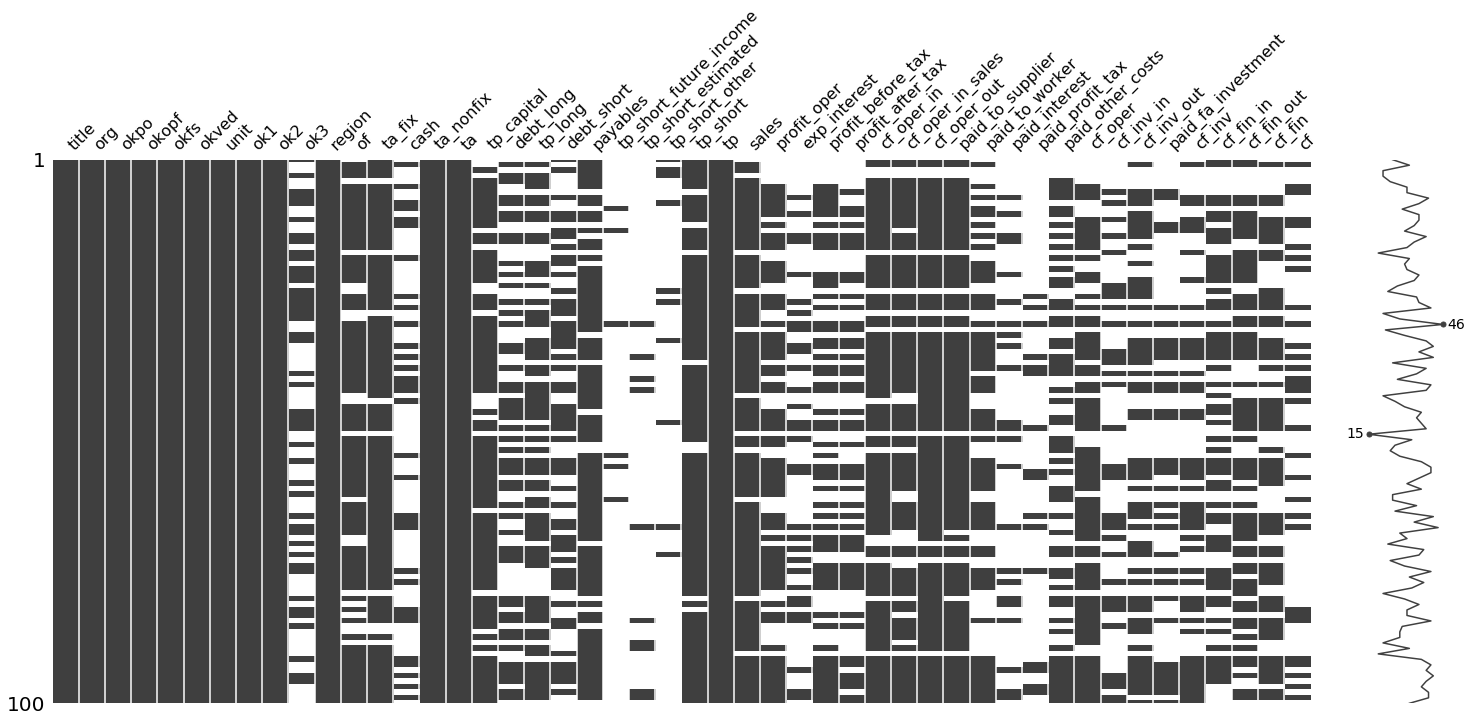 title
org
okpo
okopf
okfs
okved
unit
ok1
ok2
ok3
region
of
ta_fix
cash
ta_nonfix
ta
tp_capital
debt_long
tp_long
debt_short
payables
tp_short_future_income
tp_short_estimated
tp_short_other
tp_short
tp
sales
profit_oper
exp_interest
profit_before_tax
profit_after_tax
cf_oper_in
cf_oper_in_sales
cf_oper_out
paid_to_supplier
paid_to_worker
paid_interest
paid_profit_tax
paid_other_costs
cf_oper
cf_inv_in
cf_inv_out
paid_fa_investment
cf_inv
cf_fin_in
cf_fin_out
cf_fin
cf
1
46
15
100